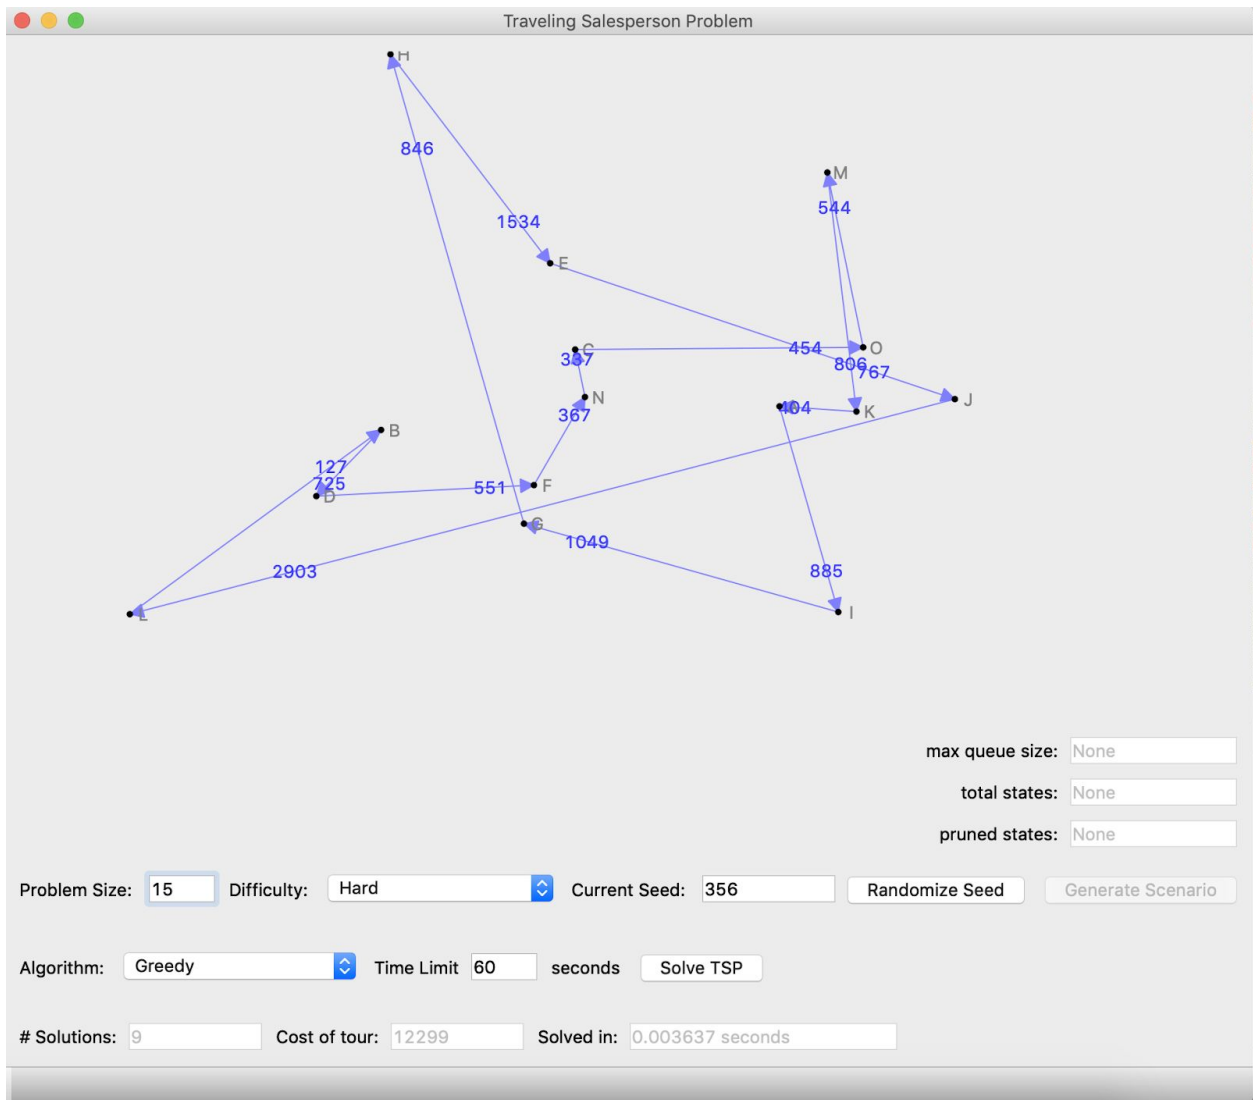 Traveling Salesperson Problem
H
846
M
544
1534
E
C
454
O
806
767
404
K
J
N
367
B
127
725
D
551
F
G
1049
2903
885
L
I
max queue size: None
total states: None
pruned states: None
Problem Size: 15 Difficulty: Hard Current Seed: 356 Randomize Seed Generate Scenario
Algorithm: Greedy Time Limit 60 seconds Solve TSP
# Solutions: 9 Cost of tour: 12299 Solved in: 0.003637 seconds